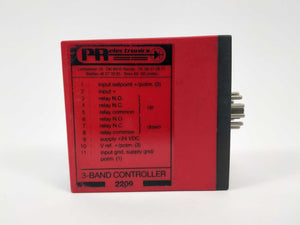 PR electronics
1 input setpoint +/potm. (3)
2 input +
3 relay N.O.
4 relay N.C. up
5 relay common
6 relay N.O.
7 relay N.C. down
8 relay common
9 supply +24 VDC
10 V ref. +/potm. (3)
11 input gnd, supply gnd/
potm. (1)
3-BAND CONTROLLER
2209